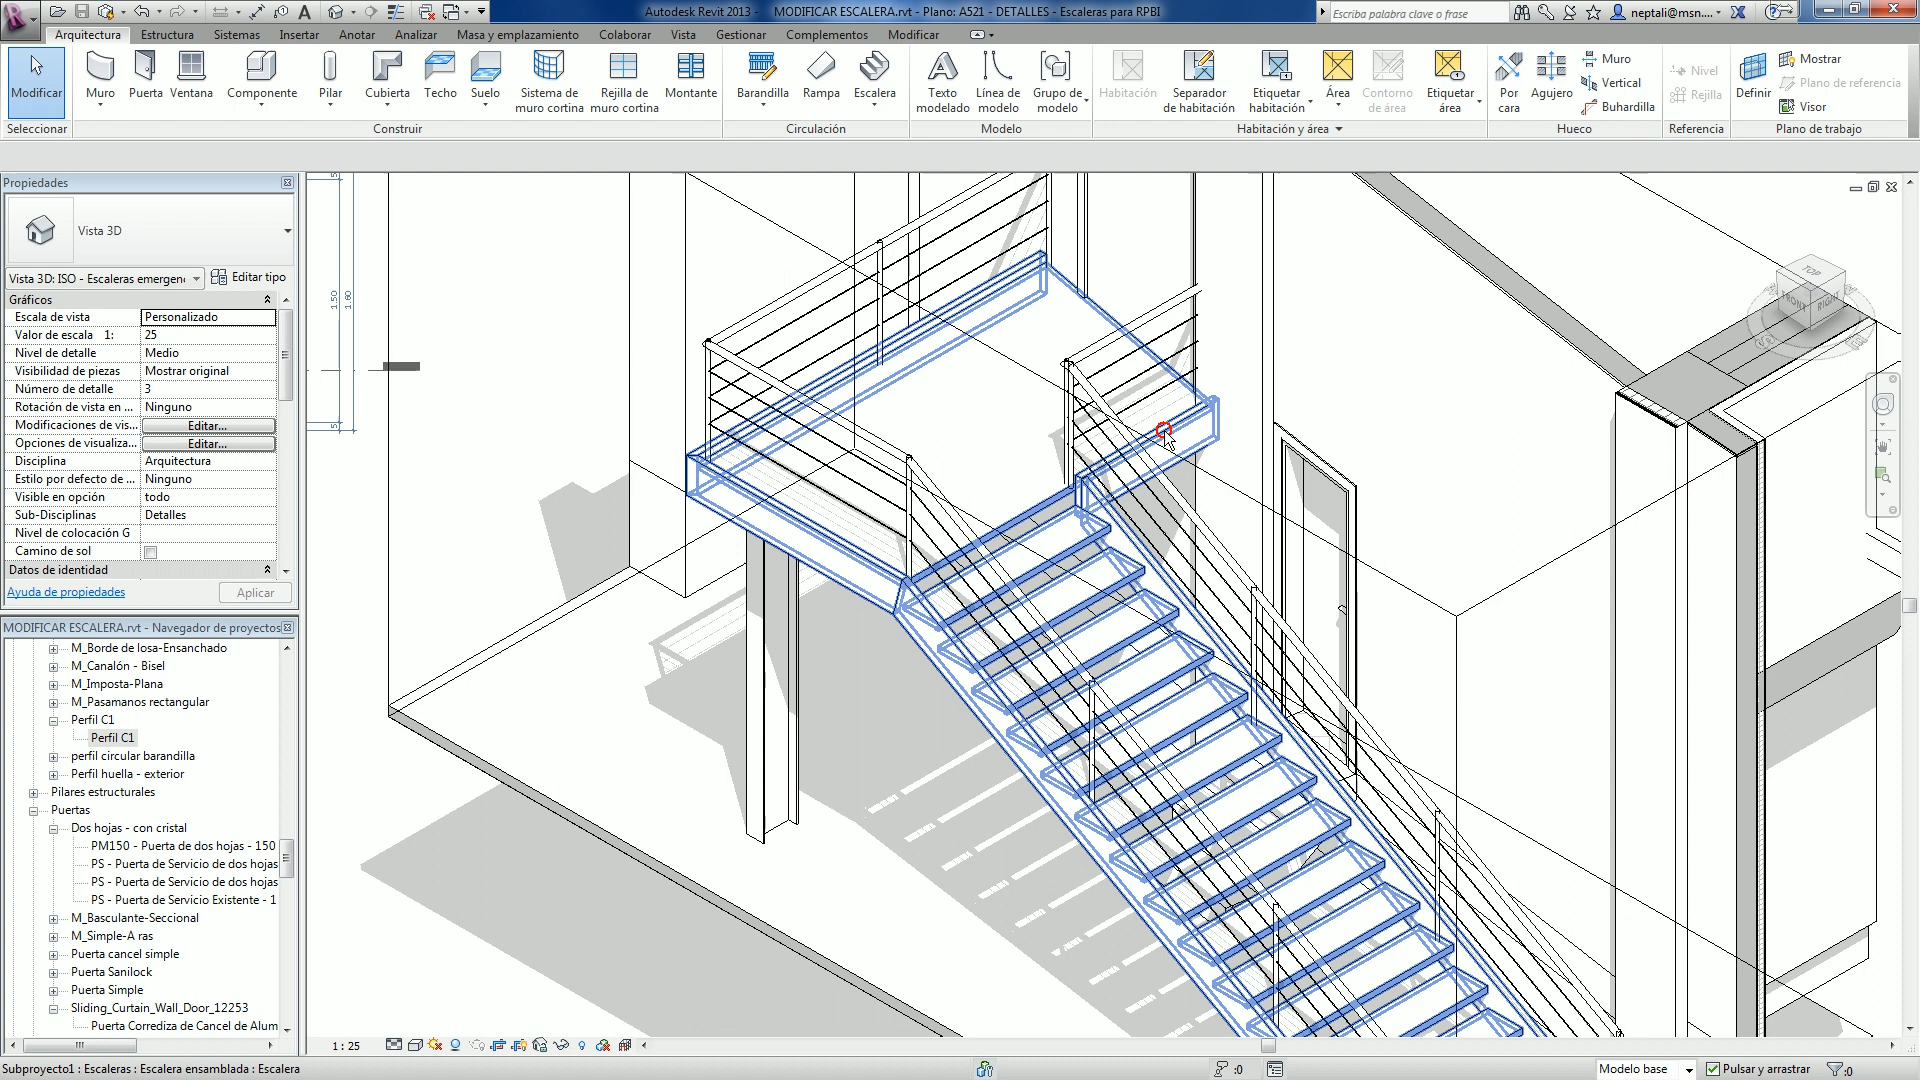 Autodesk Revit 2013 - MODIFICAR ESCALERA.rvt - Plano: A521 - DETALLES - Escaleras para RPBI
Escriba palabra clave o frase
neptali@msn....
Arquitectura Estructura Sistemas Insertar Anotar Analizar Masa y emplazamiento Colaborar Vista Gestionar Complementos Modificar
Modificar
Muro
Puerta
Ventana
Componente
Pilar
Cubierta
Techo
Suelo
Sistema de muro cortina
Rejilla de muro cortina
Montante
Barandilla
Rampa
Escalera
Texto modelado
Línea de modelo
Grupo de modelo
Habitación
Separador de habitación
Etiquetar habitación
Área
Contorno de área
Etiquetar área
Por cara
Agujero
Muro
Vertical
Buhardilla
Nivel
Rejilla
Definir
Mostrar
Plano de referencia
Visor
Seleccionar
Construir
Circulación
Modelo
Habitación y área
Hueco
Referencia
Plano de trabajo
Propiedades
Vista 3D
Vista 3D: ISO - Escaleras emergen
Editar tipo
Gráficos
Escala de vista Personalizado
Valor de escala 1: 25
Nivel de detalle Medio
Visibilidad de piezas Mostrar original
Número de detalle 3
Rotación de vista en ... Ninguno
Modificaciones de vis... Editar...
Opciones de visualiza... Editar...
Disciplina Arquitectura
Estilo por defecto de ... Ninguno
Visible en opción todo
Sub-Disciplinas Detalles
Nivel de colocación G
Camino de sol
Datos de identidad
Ayuda de propiedades
Aplicar
MODIFICAR ESCALERA.rvt - Navegador de proyectos
M_Borde de losa-Ensanchado
M_Canalón - Bisel
M_Imposta-Plana
M_Pasamanos rectangular
Perfil C1
Perfil C1
perfil circular barandilla
Perfil huella - exterior
Pilares estructurales
Puertas
Dos hojas - con cristal
PM150 - Puerta de dos hojas - 150
PS - Puerta de Servicio de dos hojas
PS - Puerta de Servicio de dos hojas
PS - Puerta de Servicio Existente - 1
M_Basculante-Seccional
M_Simple-A ras
Puerta cancel simple
Puerta Sanilock
Puerta Simple
Sliding_Curtain_Wall_Door_12253
Puerta Corrediza de Cancel de Alum
1.50
1.60
TOP
FRONT
RIGHT
1 : 25
Subproyecto1 : Escaleras : Escalera ensamblada : Escalera
:0
Modelo base
Pulsar y arrastrar
:0